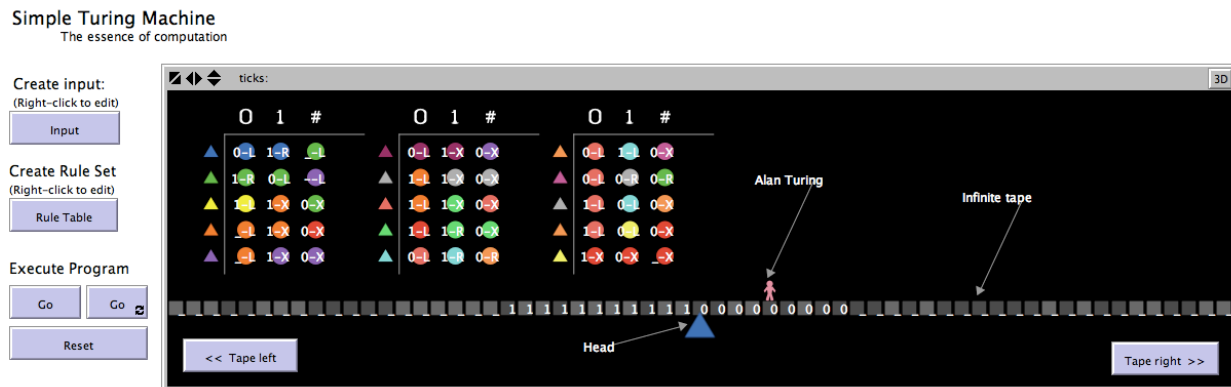 Simple Turing Machine
The essence of computation
Create input:
(Right-click to edit)
Input
Create Rule Set
(Right-click to edit)
Rule Table
Execute Program
Go Go
Reset
ticks: 3D
0 1 # 0 1 # 0 1 #
0-L 1-R _-L 0-L 1-X 0-X 0-L 1-L 0-X
1-R 0-L --L 0-L 1-X 0-X 0-L 0-R 0-R
1-L 1-X 0-X 1-L 1-X 0-X 1-L 0-L 0-X
_-L 1-X 0-X 1-L 1-R 0-X 1-L 0-L 0-X
_-L 1-X 0-X 0-L 1-R 0-R 1-X 0-X _-X
Alan Turing
Infinite tape
1 1 1 1 1 1 1 1 1 1 1 0 0 0 0 0 0 0 0 0
Head
<< Tape left
Tape right >>